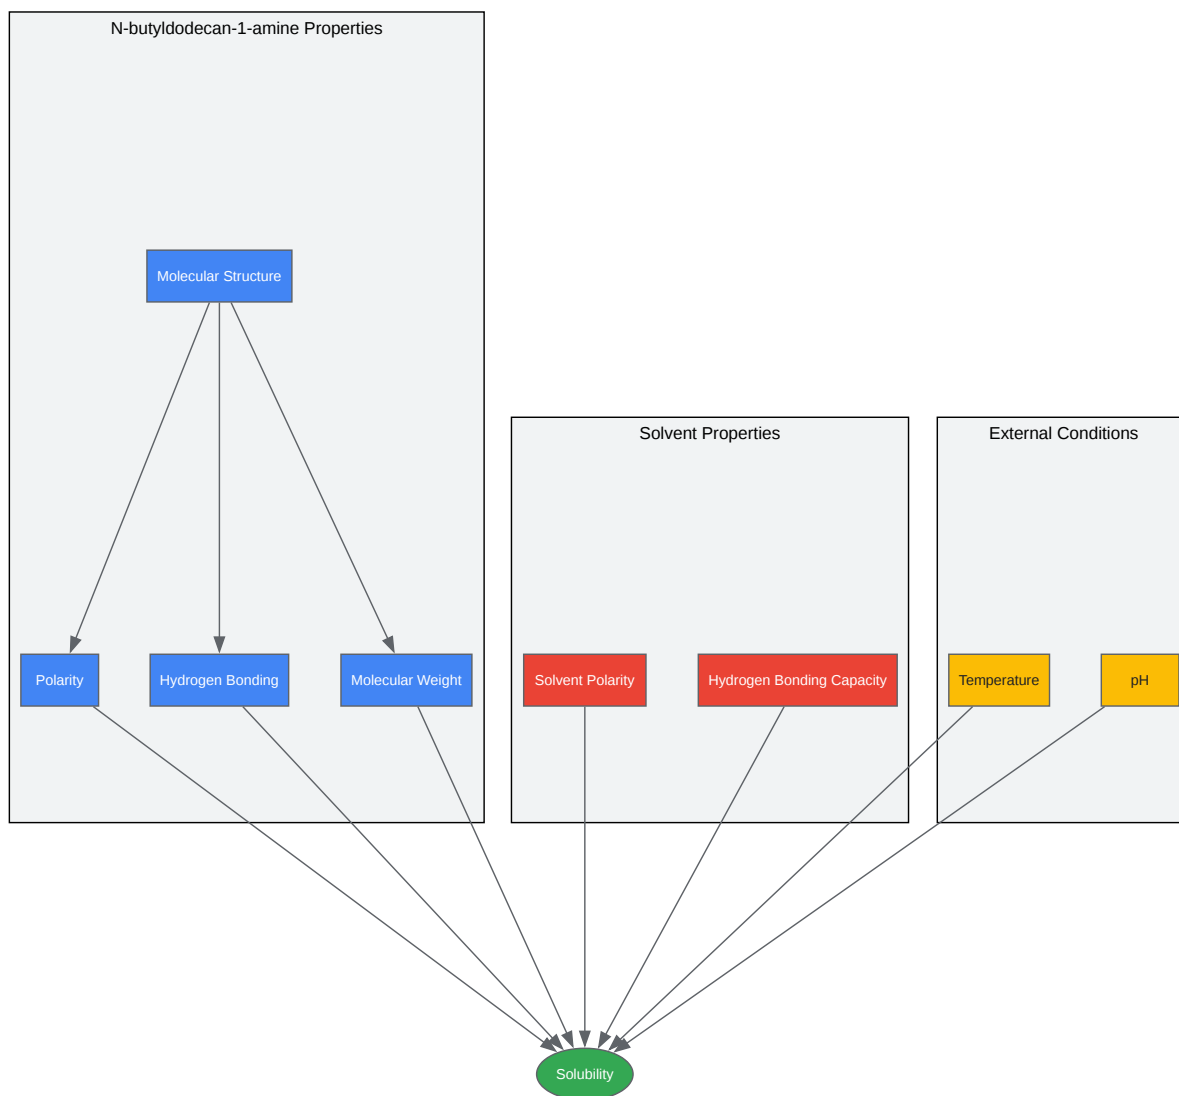 N-butyldodecan-1-amine Properties
Molecular Structure
Solvent Properties
External Conditions
Polarity
Hydrogen Bonding
Molecular Weight
Solvent Polarity
Hydrogen Bonding Capacity
Temperature
pH
Solubility